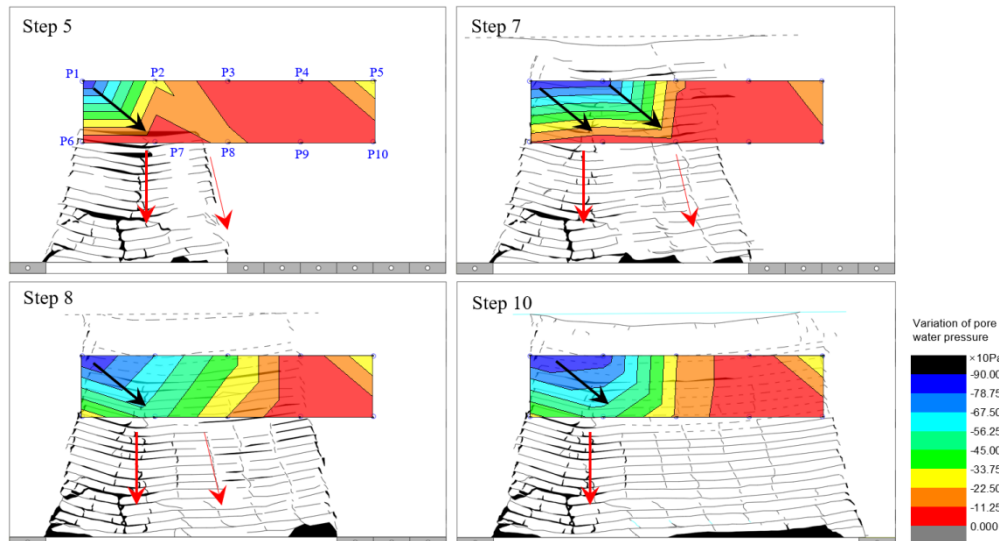 Step 5
P1
P2
P3
P4
P5
P6
P7
P8
P9
P10
Step 7
Step 8
Step 10
Variation of pore
water pressure
×10Pa
-90.00
-78.75
-67.50
-56.25
-45.00
-33.75
-22.50
-11.25
0.000